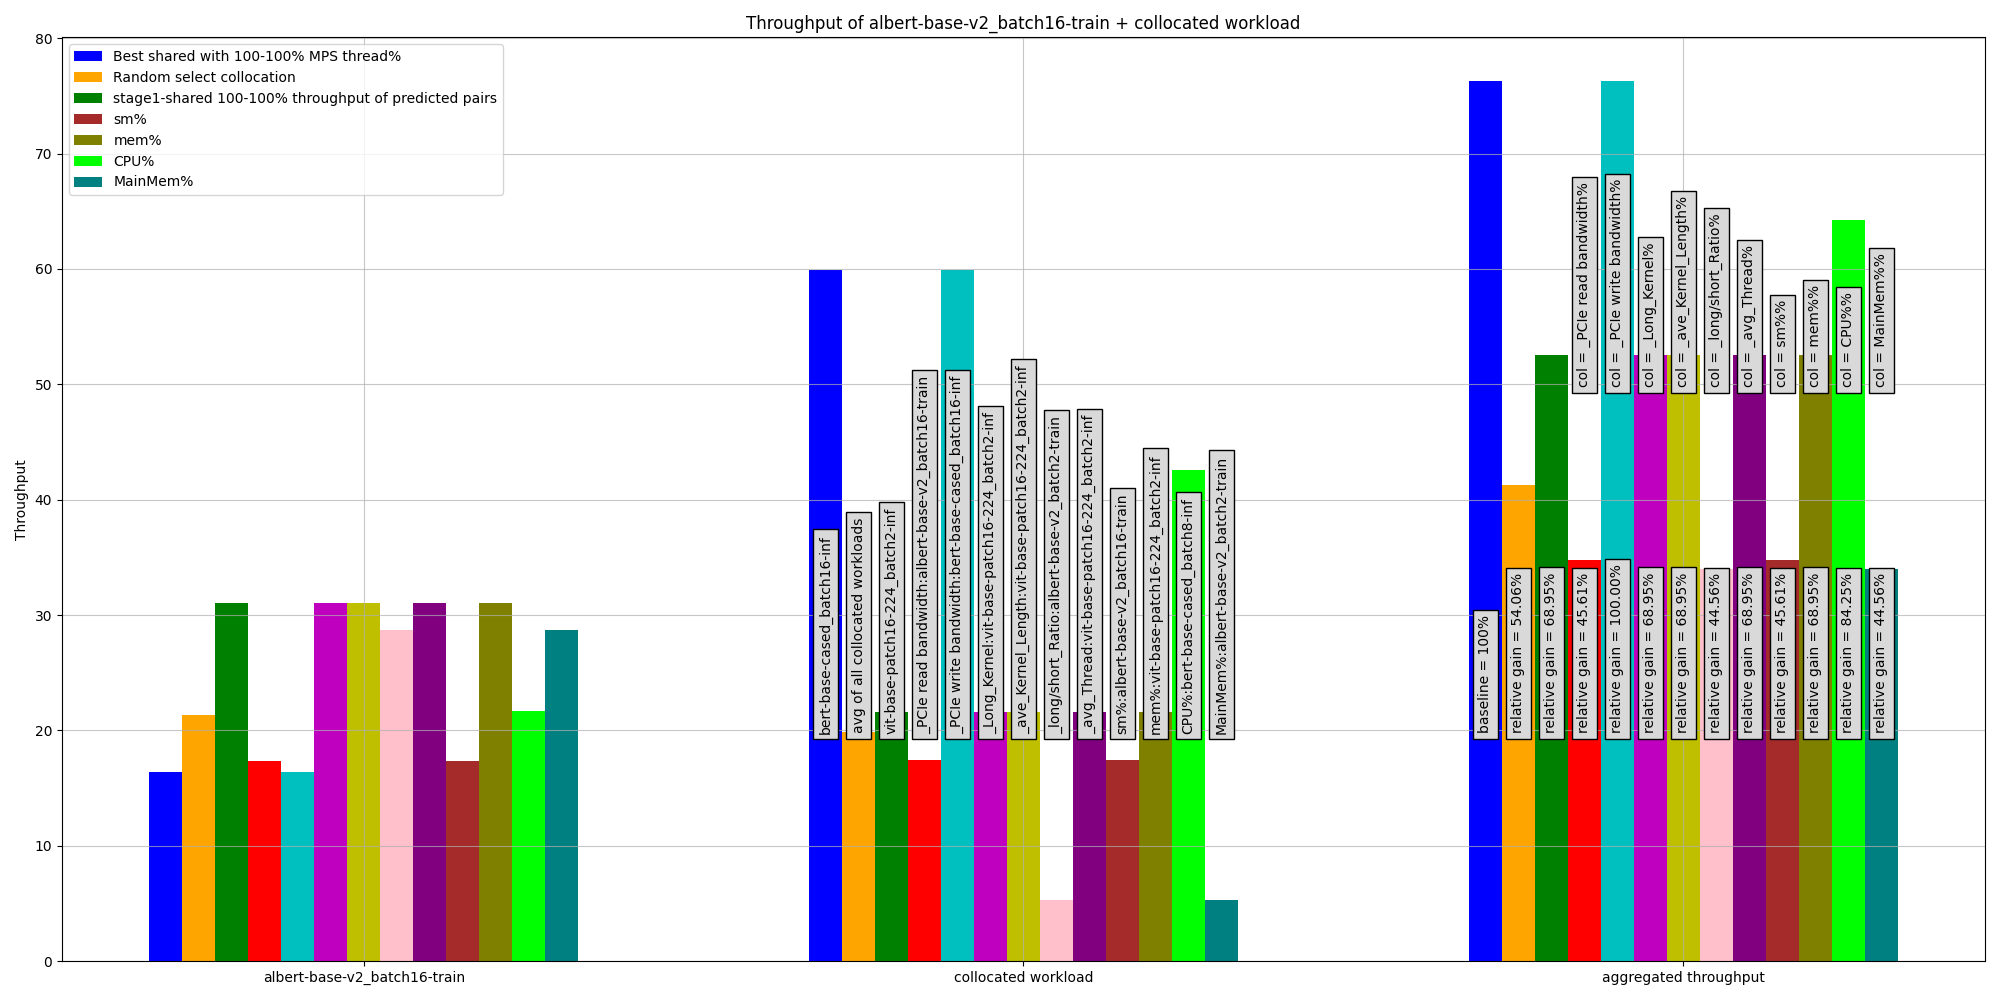 Throughput of albert-base-v2_batch16-train + collocated workload
Best shared with 100-100% MPS thread%
Random select collocation
stage1-shared 100-100% throughput of predicted pairs
sm%
mem%
CPU%
MainMem%
Throughput
80
70
60
50
40
30
20
10
0
bert-base-cased_batch16-inf
avg of all collocated workloads
vit-base-patch16-224_batch2-inf
_PCIe read bandwidth:albert-base-v2_batch16-train
_PCIe write bandwidth:bert-base-cased_batch16-inf
_Long_Kernel:vit-base-patch16-224_batch2-inf
_ave_Kernel_Length:vit-base-patch16-224_batch2-inf
_long/short_Ratio:albert-base-v2_batch2-train
_avg_Thread:vit-base-patch16-224_batch2-inf
sm%:albert-base-v2_batch16-train
mem%:vit-base-patch16-224_batch2-inf
CPU%:bert-base-cased_batch8-inf
MainMem%:albert-base-v2_batch2-train
col = _PCIe read bandwidth%
col = _PCIe write bandwidth%
col = _Long_Kernel%
col = _ave_Kernel_Length%
col = _long/short_Ratio%
col = _avg_Thread%
col = sm%%
col = mem%%
col = CPU%%
col = MainMem%%
baseline = 100%
relative gain = 54.06%
relative gain = 68.95%
relative gain = 45.61%
relative gain = 100.00%
relative gain = 68.95%
relative gain = 68.95%
relative gain = 44.56%
relative gain = 68.95%
relative gain = 45.61%
relative gain = 68.95%
relative gain = 84.25%
relative gain = 44.56%
albert-base-v2_batch16-train
collocated workload
aggregated throughput